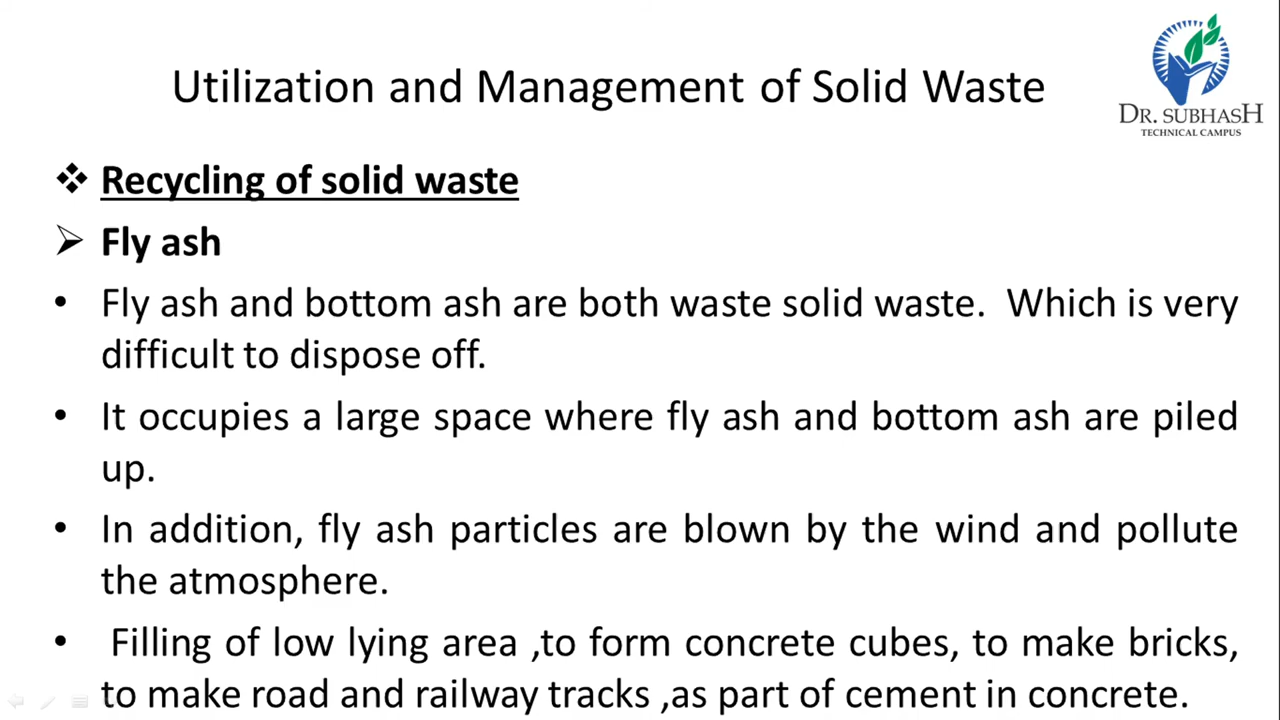 Utilization and Management of Solid Waste
DR. SUBHASH
TECHNICAL CAMPUS
❖ Recycling of solid waste
➢ Fly ash
• Fly ash and bottom ash are both waste solid waste.  Which is very
difficult to dispose off.
• It occupies a large space where fly ash and bottom ash are piled
up.
• In addition, fly ash particles are blown by the wind and pollute
the atmosphere.
•  Filling of low lying area ,to form concrete cubes, to make bricks,
to make road and railway tracks ,as part of cement in concrete.